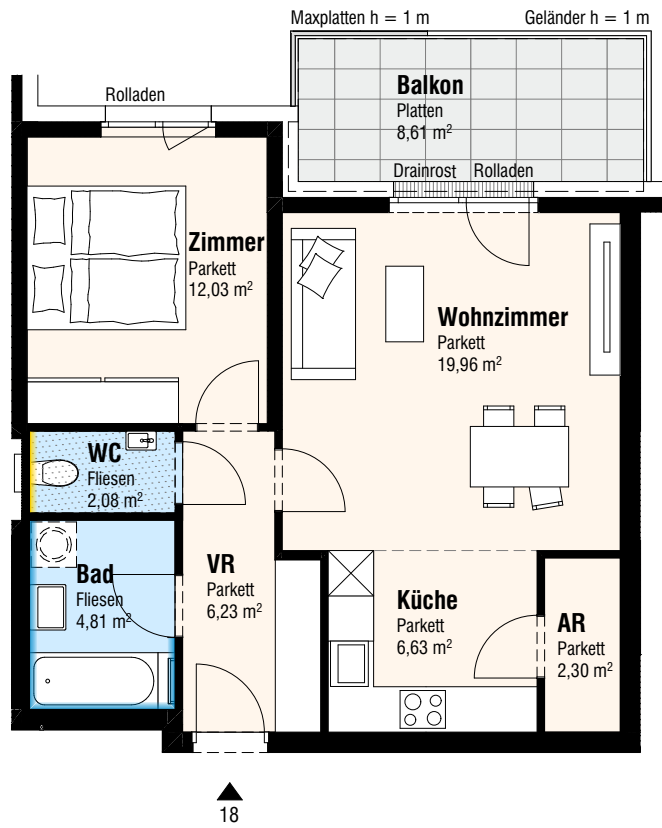 Maxplatten h = 1 m
Geländer h = 1 m
Rolladen
Balkon
Platten
8,61 m²
Drainrost
Rolladen
Zimmer
Parkett
12,03 m²
Wohnzimmer
Parkett
19,96 m²
WC
Fliesen
2,08 m²
Bad
Fliesen
4,81 m²
VR
Parkett
6,23 m²
Küche
Parkett
6,63 m²
AR
Parkett
2,30 m²
18